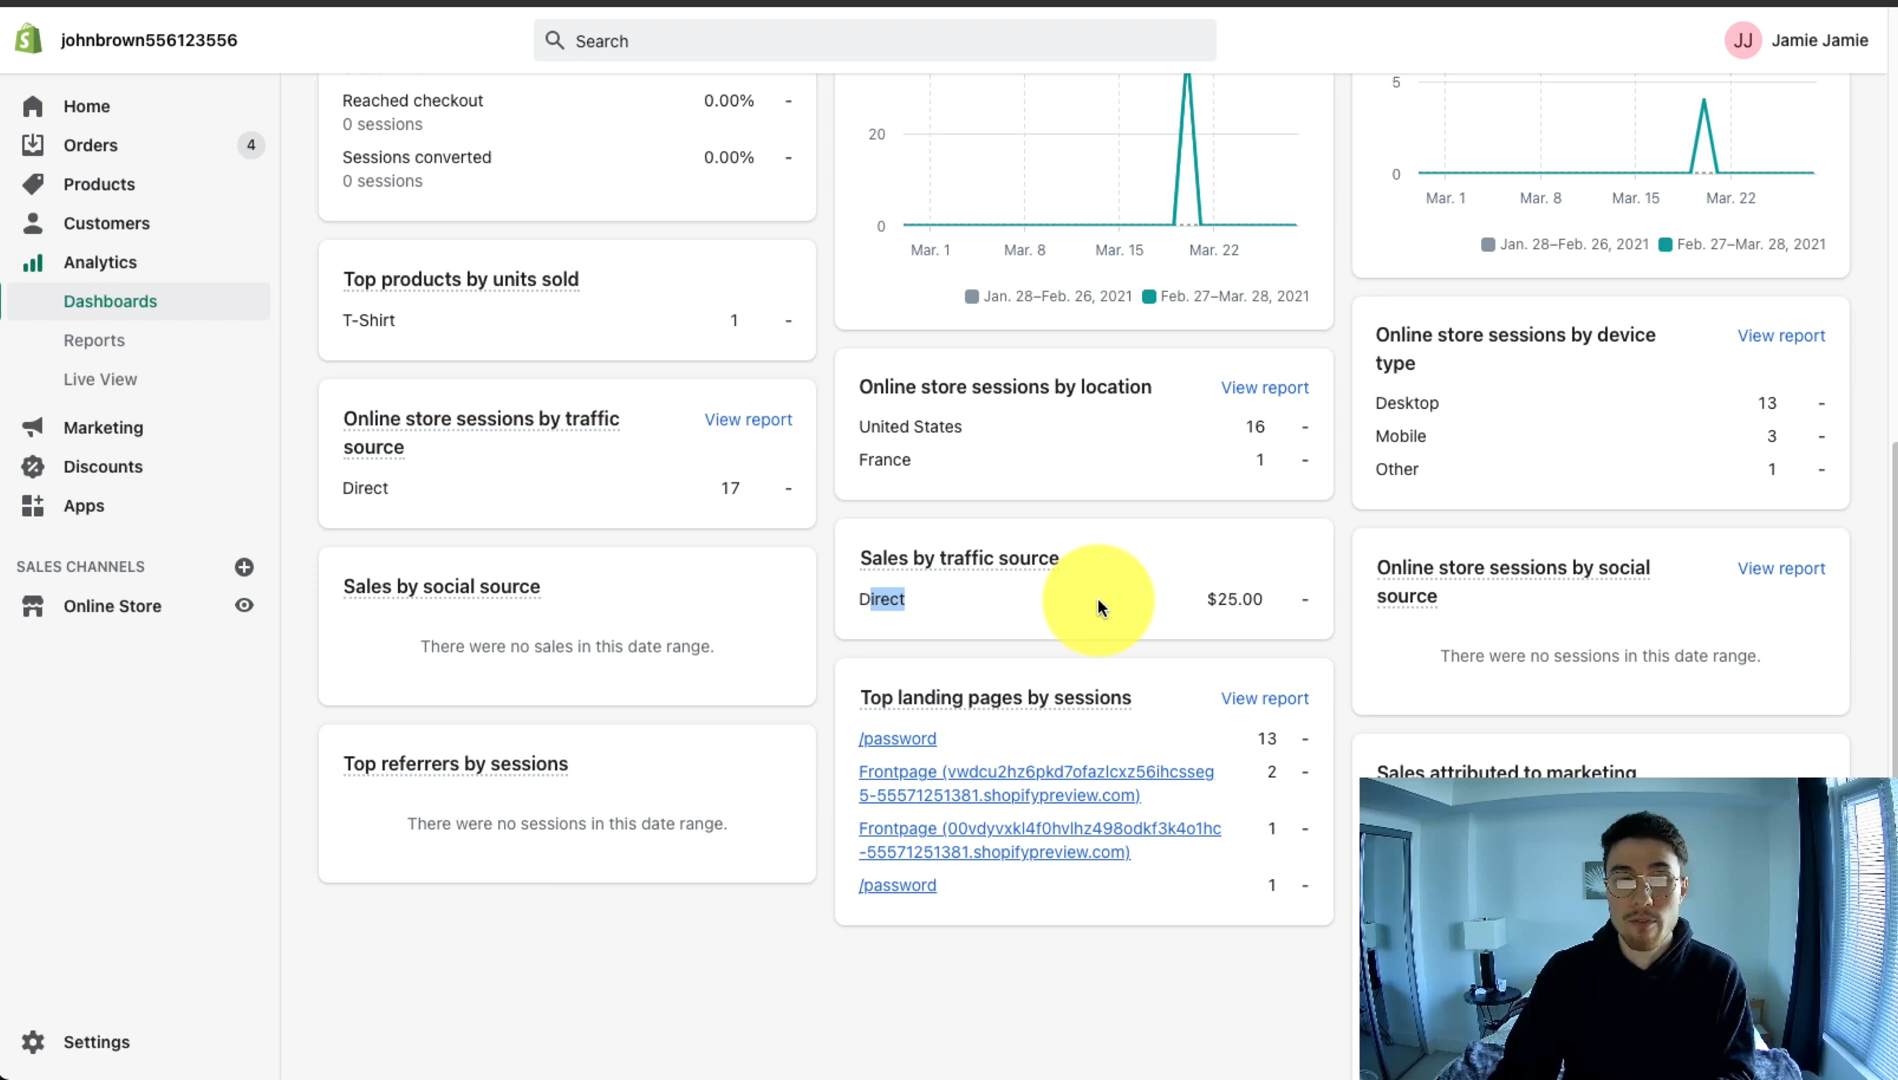 johnbrown556123556
Search
JJ Jamie Jamie
Home
Orders 4
Products
Customers
Analytics
Dashboards
Reports
Live View
Marketing
Discounts
Apps
SALES CHANNELS
Online Store
Settings
Reached checkout 0.00% -
0 sessions
Sessions converted 0.00% -
0 sessions
Top products by units sold
T-Shirt 1 -
Online store sessions by traffic
source
View report
Direct 17 -
Sales by social source
There were no sales in this date range.
Top referrers by sessions
There were no sessions in this date range.
20
0
Mar. 1 Mar. 8 Mar. 15 Mar. 22
Jan. 28–Feb. 26, 2021 Feb. 27–Mar. 28, 2021
Online store sessions by location View report
United States 16 -
France 1 -
Sales by traffic source
Direct $25.00 -
Top landing pages by sessions View report
/password 13 -
Frontpage (vwdcu2hz6pkd7ofazlcxz56ihcsseg 2 -
5-55571251381.shopifypreview.com)
Frontpage (00vdyvxkl4f0hvlhz498odkf3k4o1hc 1 -
-55571251381.shopifypreview.com)
/password 1 -
5
0
Mar. 1 Mar. 8 Mar. 15 Mar. 22
Jan. 28–Feb. 26, 2021 Feb. 27–Mar. 28, 2021
Online store sessions by device
type
View report
Desktop 13 -
Mobile 3 -
Other 1 -
Online store sessions by social
source
View report
There were no sessions in this date range.
Sales attributed to marketing